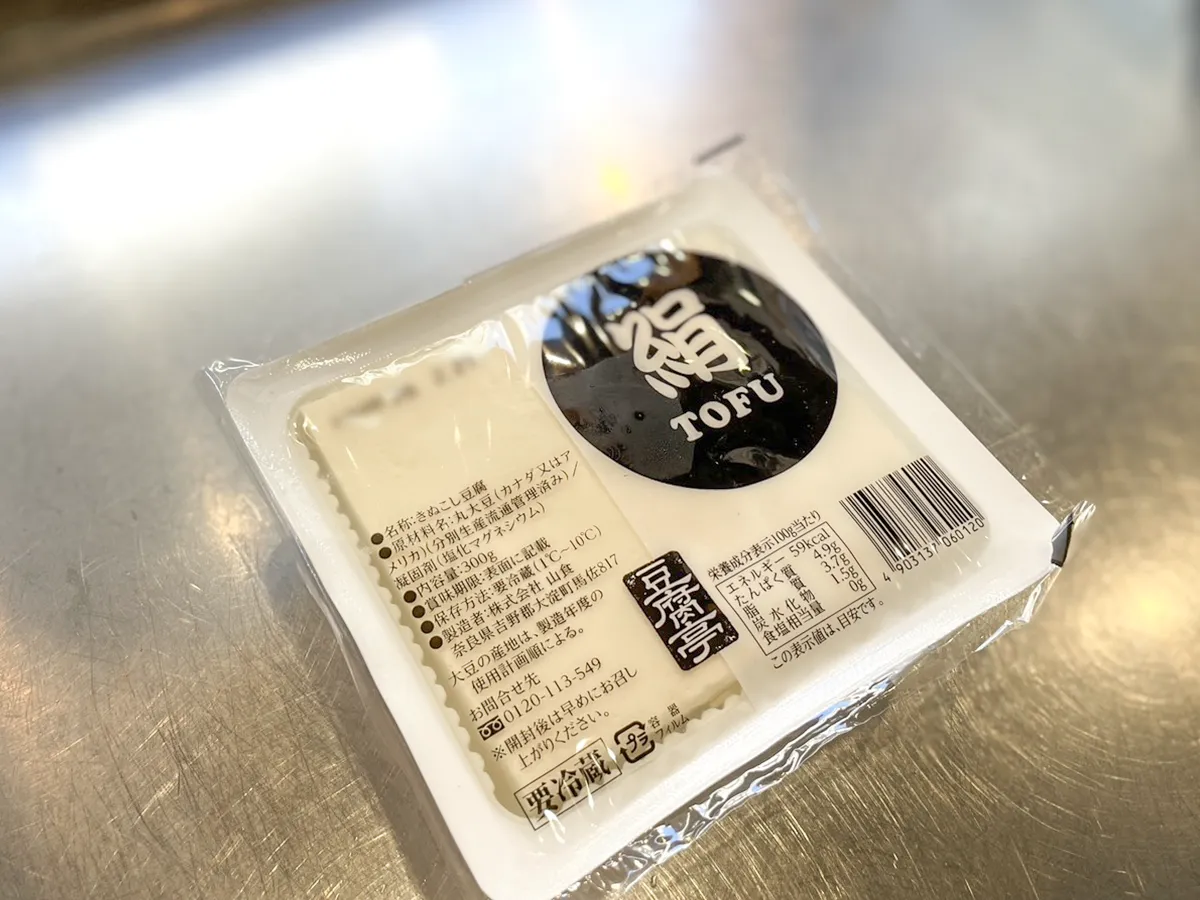 絹
TOFU
●名称:きぬごし豆腐
●原材料名:丸大豆(カナダ又はア
メリカ)(分別生産流通管理済み)/
凝固剤(塩化マグネシウム)
●内容量:300g
●賞味期限:表面に記載
●保存方法:要冷蔵(1℃~10℃)
●製造者:株式会社 山食
奈良県吉野郡大淀町馬佐817
大豆の産地は、製造年度の
使用計画順による。
お問合せ先
0120-113-549
※開封後は早めにお召し
上がりください。
要冷蔵
プラ
容器
フィルム
豆腐亭
栄養成分表示100g当たり
エネルギー 59kcal
たんぱく質 4.9g
脂質 3.7g
炭水化物 1.5g
食塩相当量 0g
この表示値は、目安です。
4 903137 060120